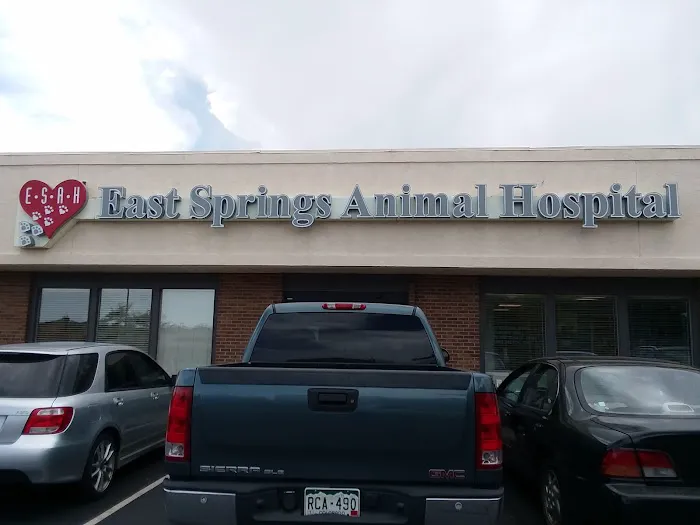 E·S·A·H
East Springs Animal Hospital
SIERRA SLE
GMC
RCA-490